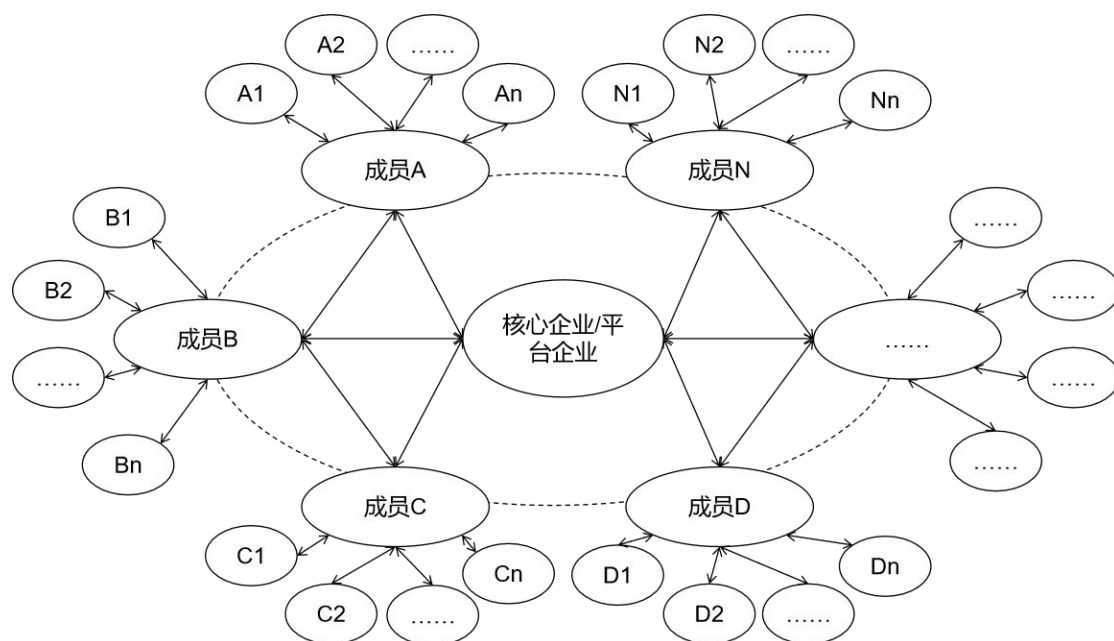 A2
……
N2
……
A1
An
N1
Nn
成员A
成员N
B1
……
B2
……
成员B
核心企业/平
台企业
……
……
……
Bn
……
成员C
成员D
C1
Cn
D1
Dn
C2
……
D2
……